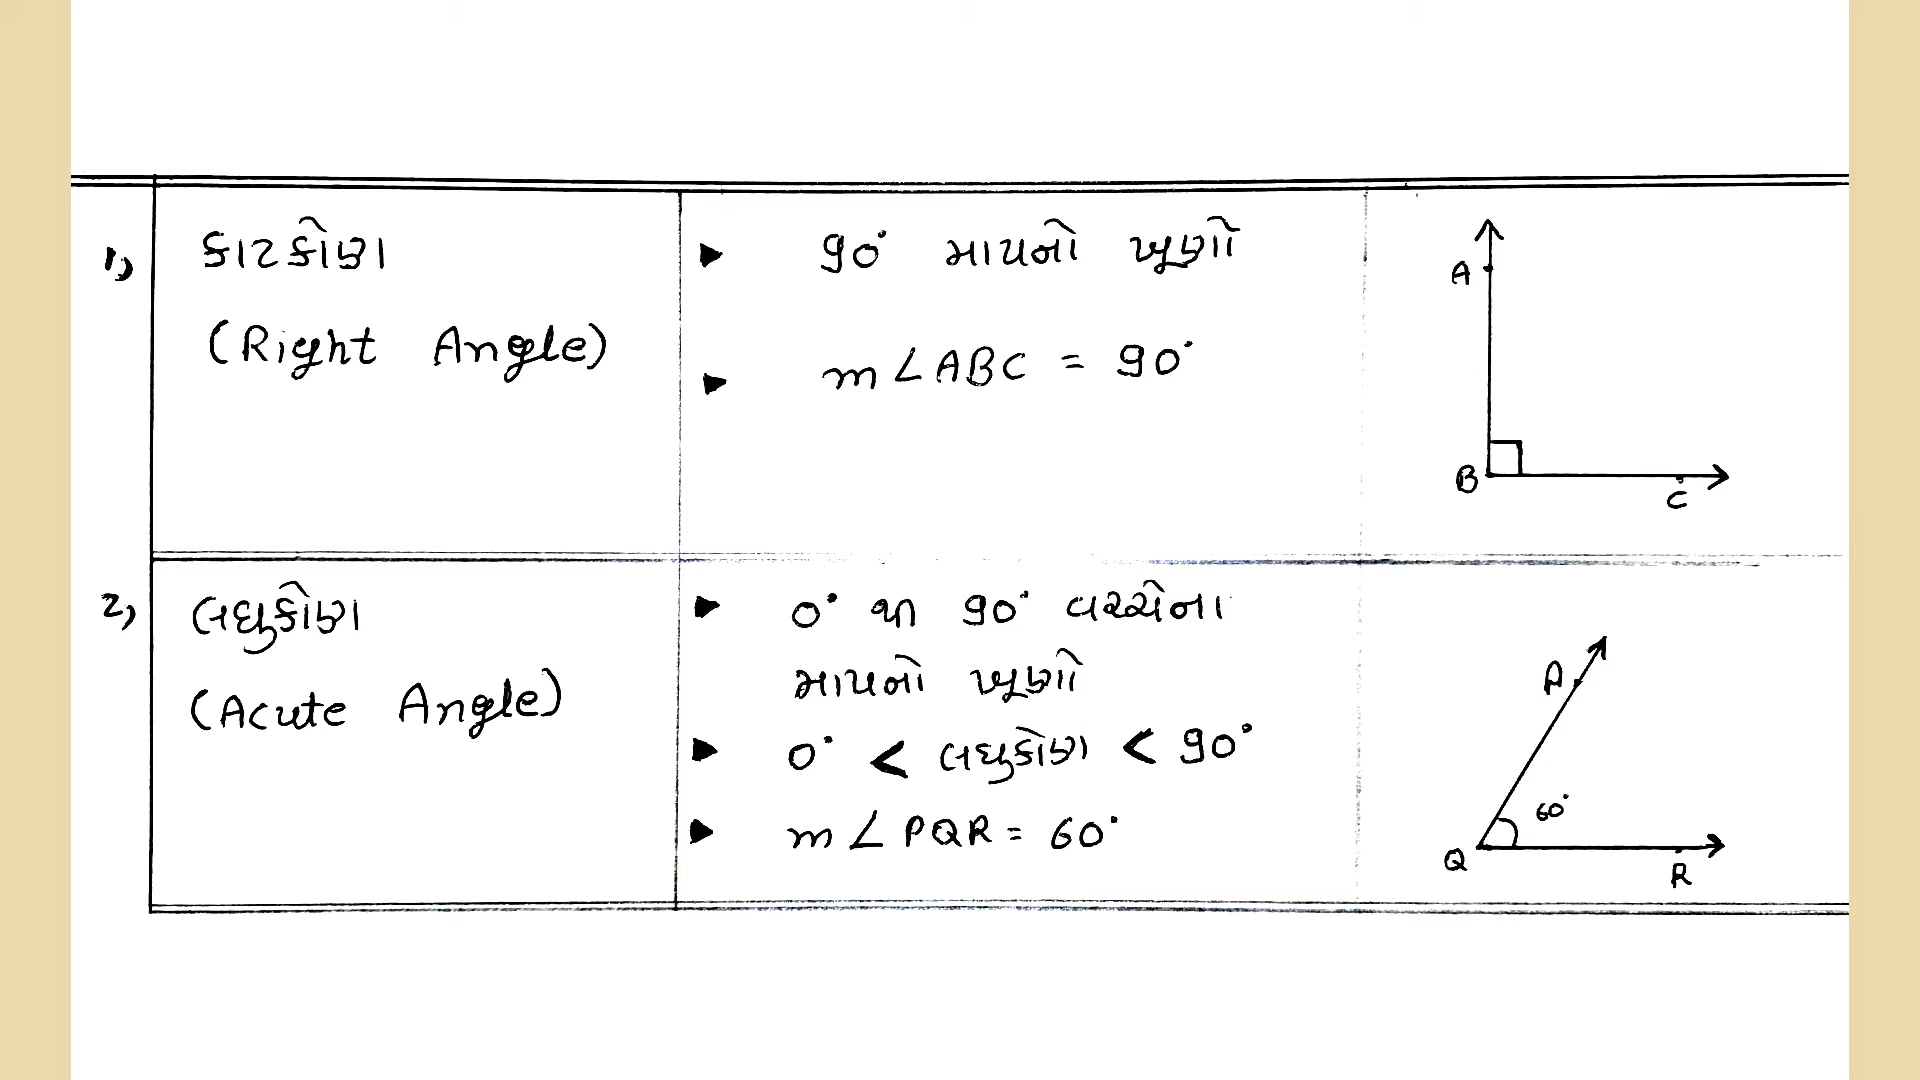 1) કાટકોણ
(Right Angle)
► 90° માપનો ખૂણો
► m∠ABC = 90°
A
B
C
2) લઘુકોણ
(Acute Angle)
► 0° થી 90° વચ્ચેના
માપનો ખૂણો
► 0° < લઘુકોણ < 90°
► m∠PQR = 60°
60°
Q
R